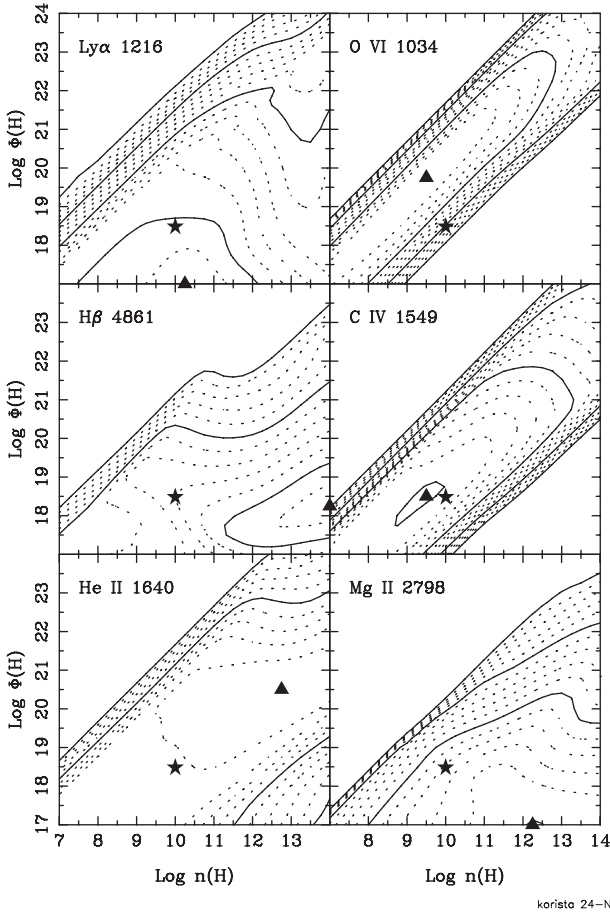 24
Lyα 1216
O VI 1034
23
22
21
20
19
18
Log Φ(H)
Hβ 4861
C IV 1549
23
22
21
20
19
18
Log Φ(H)
He II 1640
Mg II 2798
23
22
21
20
19
18
17
Log Φ(H)
7 8 9 10 11 12 13 8 9 10 11 12 13 14
Log n(H)
Log n(H)
korista 24-N